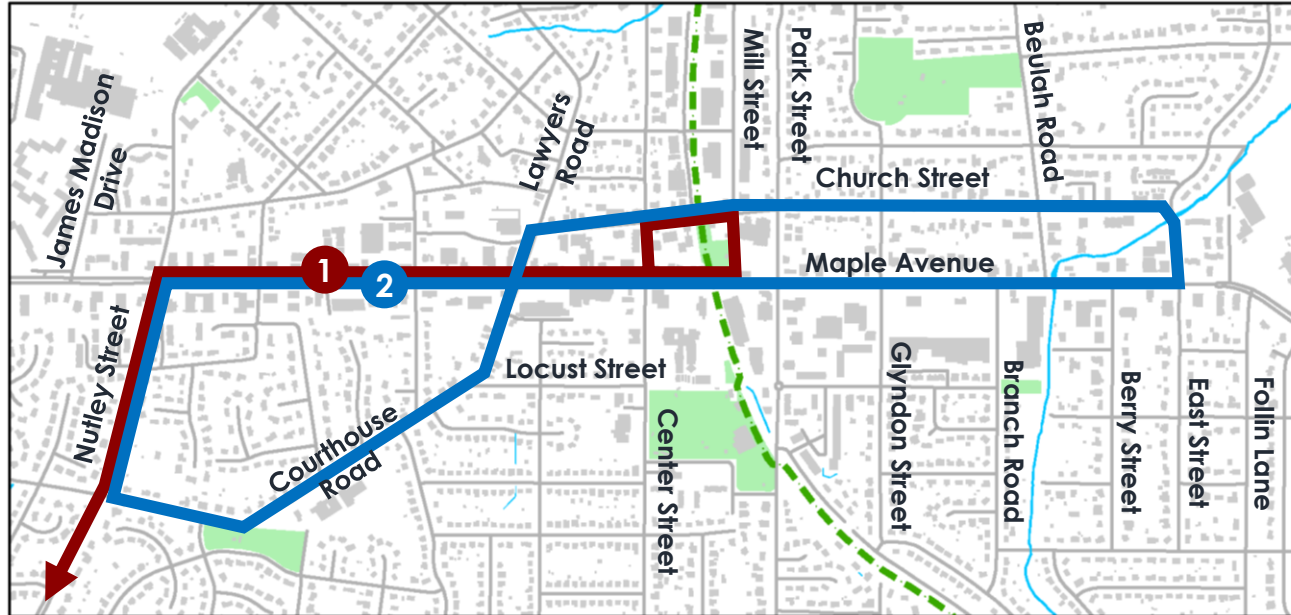 James Madison
Drive
Lawyers
Road
Mill Street
Park Street
Beulah Road
Church Street
Maple Avenue
1
2
Nutley Street
Courthouse
Road
Locust Street
Center Street
Glyndon Street
Branch Road
Berry Street
East Street
Follin Lane